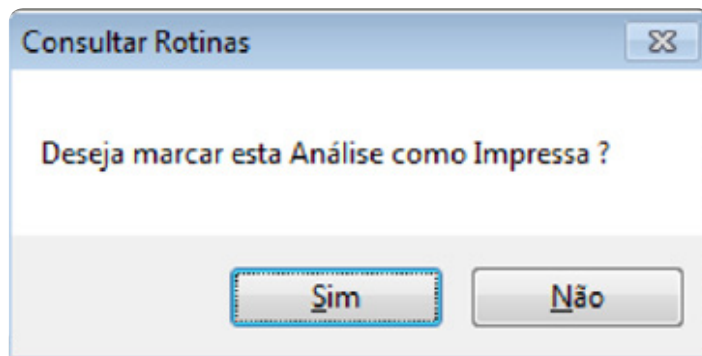 Consultar Rotinas
Deseja marcar esta Análise como Impressa ?
Sim
Não